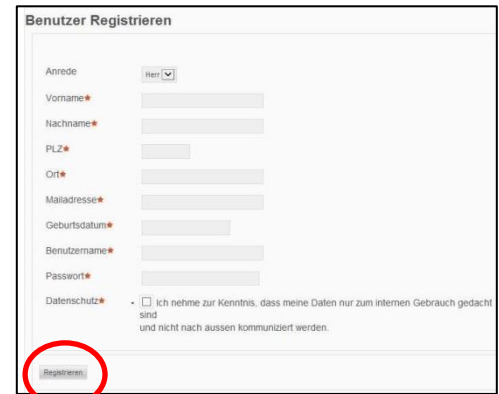 Benutzer Registrieren
Anrede
Herr
Vorname*
Nachname*
PLZ*
Ort*
Mailadresse*
Geburtsdatum*
Benutzername*
Passwort*
Datenschutz* • Ich nehme zur Kenntnis, dass meine Daten nur zum internen Gebrauch gedacht
sind
und nicht nach aussen kommuniziert werden.
Registrieren